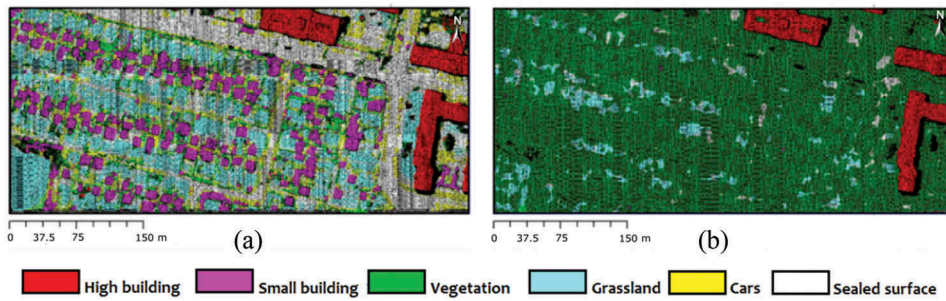 N
N
0 37.5 75 150 m
(a)
0 37.5 75 150 m
(b)
High building
Small building
Vegetation
Grassland
Cars
Sealed surface